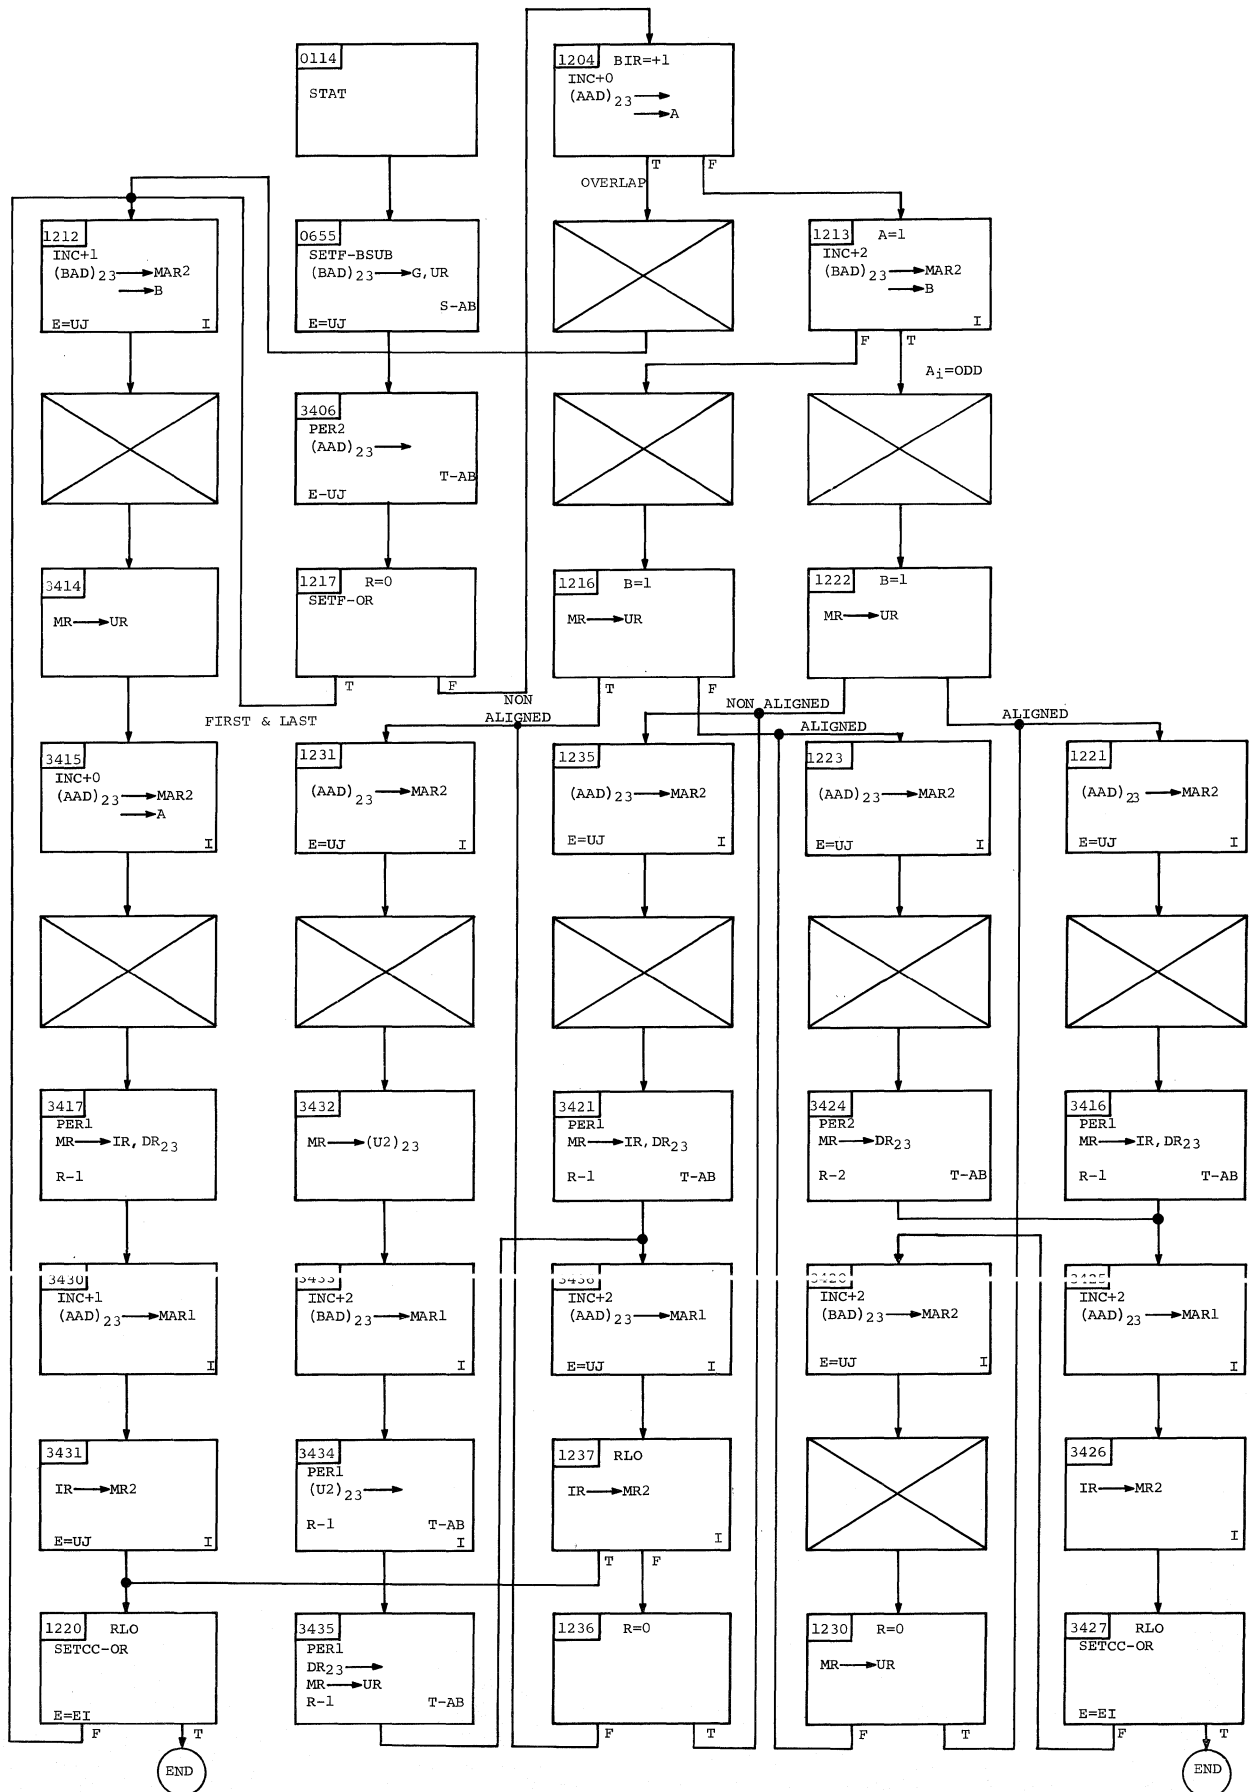 0114
STAT
1204 BIR=+1
INC+0
(AAD)23
A
T F
OVERLAP
1212
INC+1
(BAD)23 MAR2
B
E=UJ I
0655
SETF-BSUB
(BAD)23 G,UR
S-AB
E=UJ
1213 A=1
INC+2
(BAD)23 MAR2
B
I
F T
Ai=ODD
3406
PER2
(AAD)23
T-AB
E-UJ
3414
MR UR
1217 R=0
SETF-OR
T F
1216 B=1
MR UR
T F
1222 B=1
MR UR
FIRST & LAST
NON
ALIGNED
NON ALIGNED
ALIGNED
ALIGNED
3415
INC+0
(AAD)23 MAR2
A
I
1231
(AAD)23 MAR2
E=UJ I
1235
(AAD)23 MAR2
E=UJ I
1223
(AAD)23 MAR2
E=UJ I
1221
(AAD)23 MAR2
E=UJ I
3417
PER1
MR IR,DR23
R-1
3432
MR (U2)23
3421
PER1
MR IR,DR23
R-1 T-AB
3424
PER2
MR DR23
R-2 T-AB
3416
PER1
MR IR,DR23
R-1 T-AB
3430
INC+1
(AAD)23 MAR1
I
3433
INC+2
(BAD)23 MAR1
I
INC+2
(AAD)23 MAR1
E=UJ I
INC+2
(BAD)23 MAR2
E=UJ I
3425
INC+2
(AAD)23 MAR1
I
3431
IR MR2
E=UJ I
3434
PER1
(U2)23
R-1 T-AB
I
1237 RLO
IR MR2
I
T F
3426
IR MR2
I
1220 RLO
SETCC-OR
E=EI
F T
END
3435
PER1
DR23
MR UR
R-1 T-AB
1236 R=0
F T
1230 R=0
MR UR
F T
3427 RLO
SETCC-OR
E=EI
F T
END